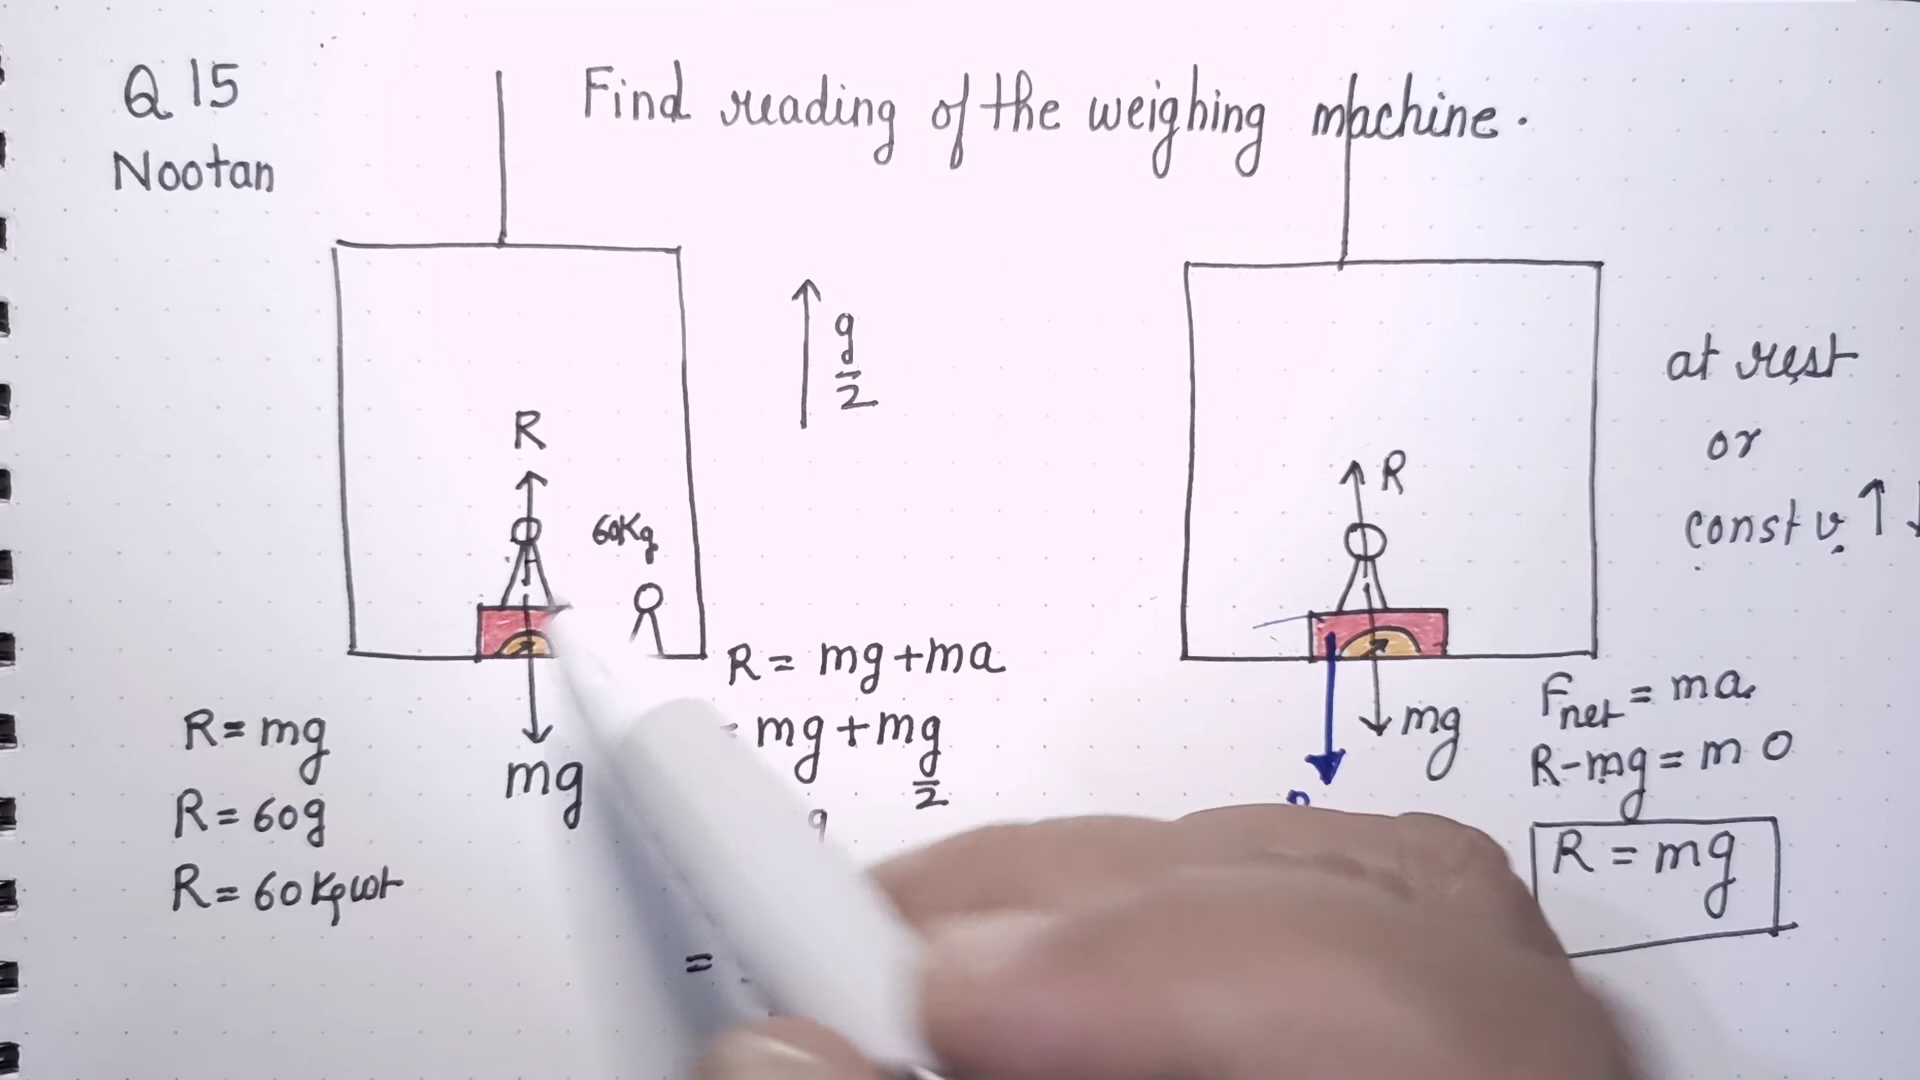 Q 15
Nootan
Find reading of the weighing machine.
g/2
R
60Kg
mg
R = mg
R = 60g
R = 60 Kgwt
R = mg + ma
= mg + mg/2
g
=
at rest
or
const v. ↑ ↓
R
mg
Fnet = ma
R - mg = m 0
R = mg